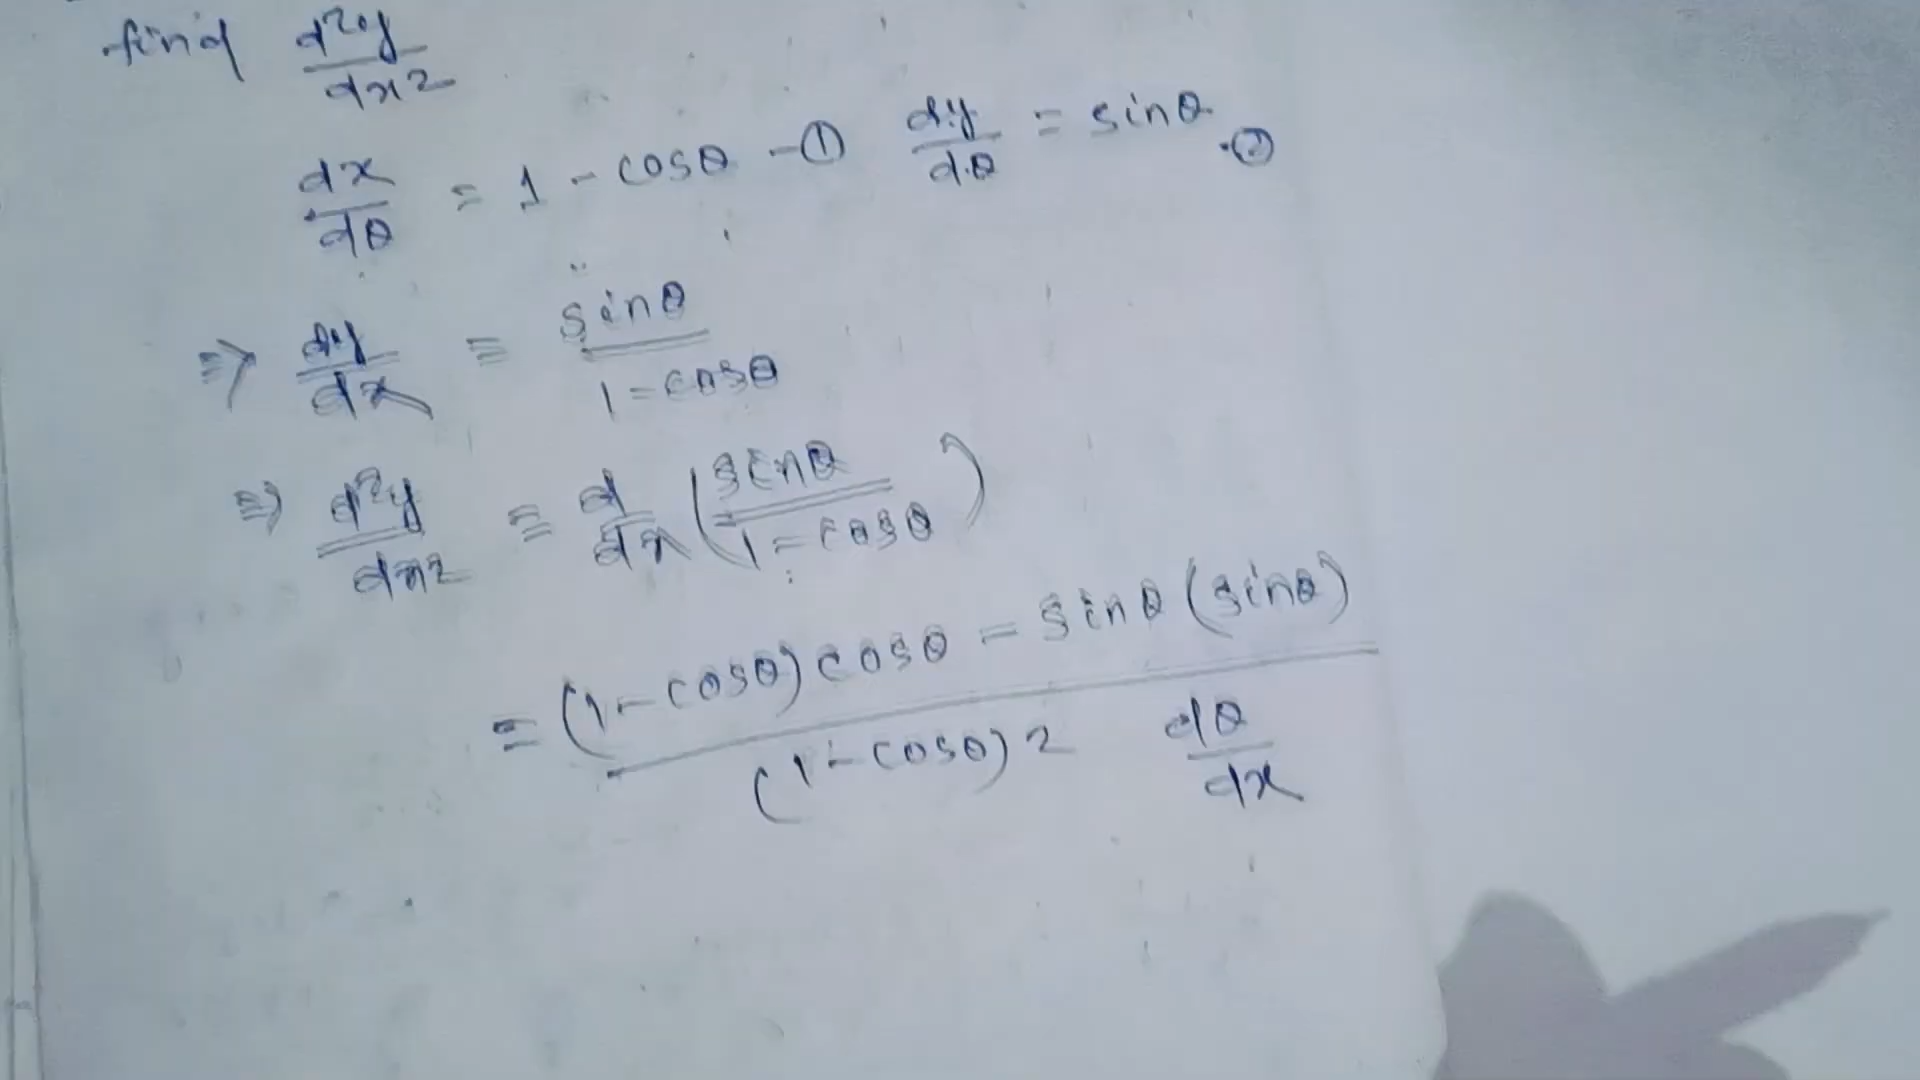 find d²y/dx²
dx/dθ = 1 - cosθ -① dy/dθ = sinθ -②
⇒ dy/dx = sinθ/1-cosθ
⇒ d²y/dx² = d/dx (sinθ/1-cosθ)
= (1-cosθ)cosθ - sinθ(sinθ)/(1-cosθ)2 dθ/dx